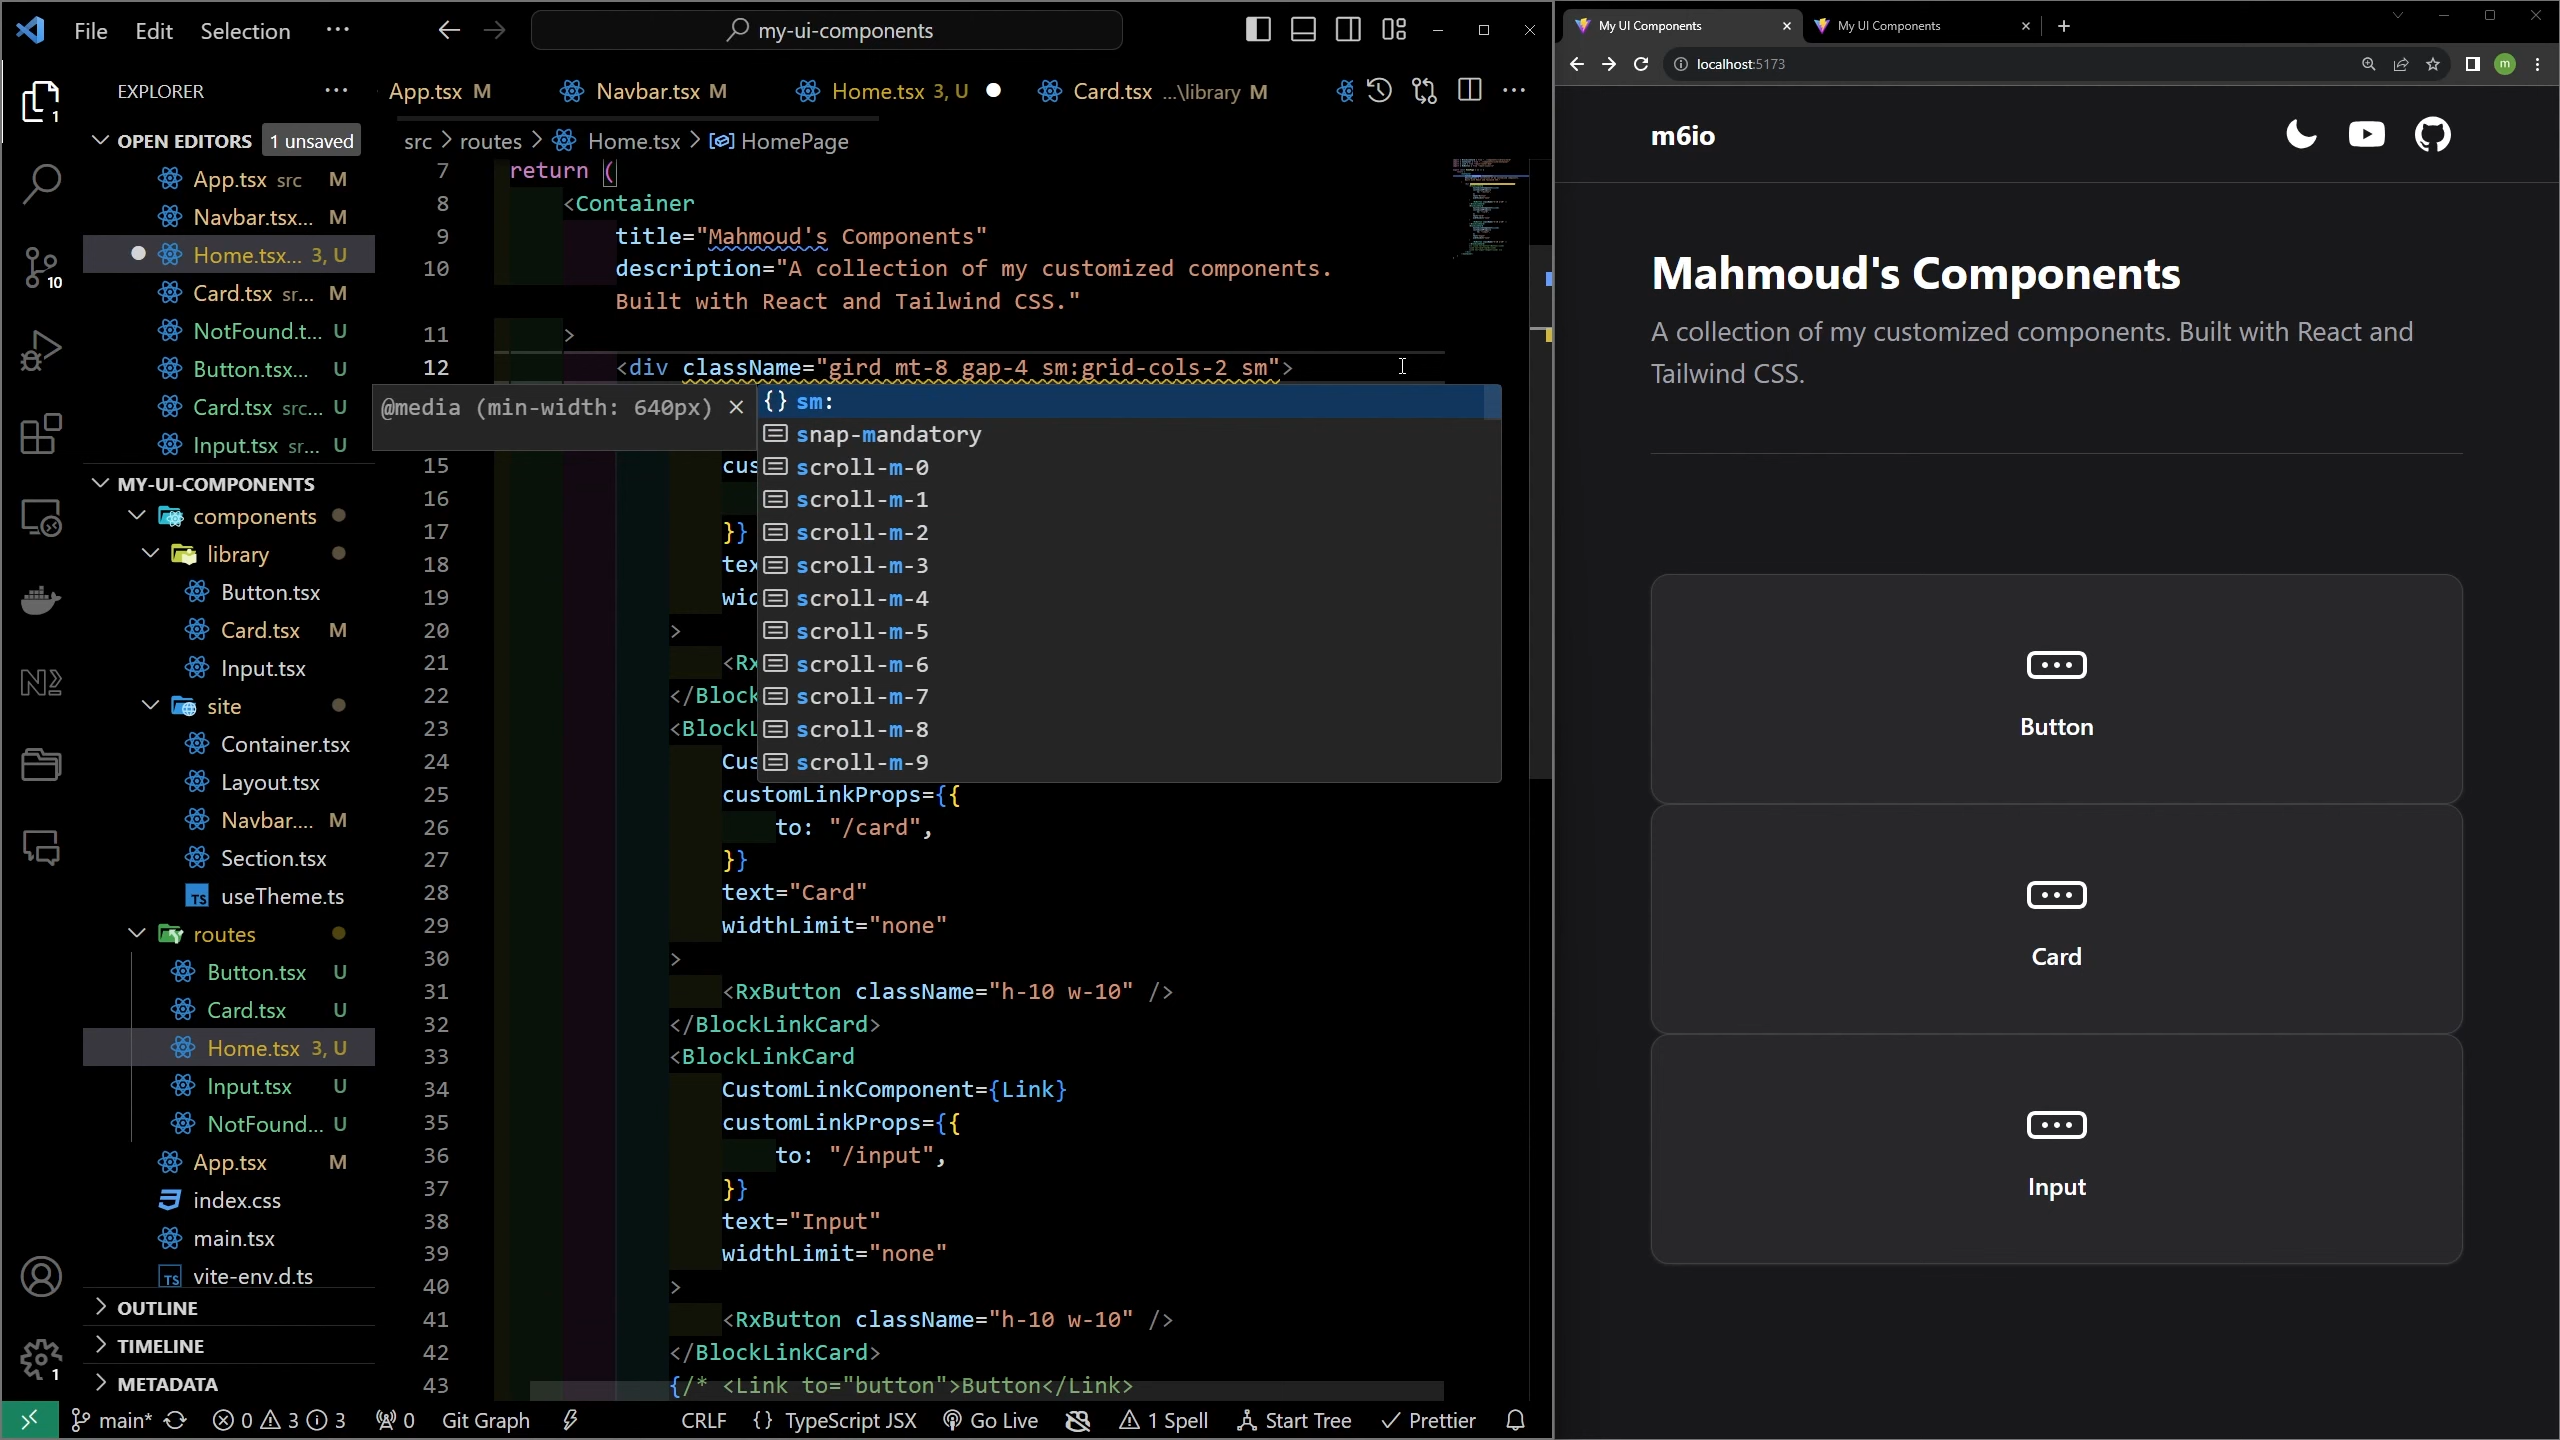 File Edit Selection ··· my-ui-components
EXPLORER ···
OPEN EDITORS 1 unsaved
App.tsx src M
Navbar.tsx... M
Home.tsx... 3, U
Card.tsx sr... M
NotFound.t... U
Button.tsx... U
Card.tsx src... U
Input.tsx sr... U
MY-UI-COMPONENTS
components
library
Button.tsx
Card.tsx M
Input.tsx
site
Container.tsx
Layout.tsx
Navbar.... M
Section.tsx
useTheme.ts
routes
Button.tsx U
Card.tsx U
Home.tsx 3, U
Input.tsx U
NotFound... U
App.tsx M
index.css
main.tsx
TS vite-env.d.ts
OUTLINE
TIMELINE
METADATA
1
10
1
App.tsx M Navbar.tsx M Home.tsx 3, U Card.tsx ...\library M ···
src > routes > Home.tsx > HomePage
7 return (
8 <Container
9 title="Mahmoud's Components"
10 description="A collection of my customized components.
Built with React and Tailwind CSS."
11 >
12 <div className="gird mt-8 gap-4 sm:grid-cols-2 sm">
@media (min-width: 640px) ×
{} sm:
snap-mandatory
scroll-m-0
scroll-m-1
scroll-m-2
scroll-m-3
scroll-m-4
scroll-m-5
scroll-m-6
scroll-m-7
scroll-m-8
scroll-m-9
15 cus
16
17 }}
18 tex
19 wid
20 >
21 <Rx
22 </Block
23 <BlockL
24 Cus
25 customLinkProps={{
26 to: "/card",
27 }}
28 text="Card"
29 widthLimit="none"
30 >
31 <RxButton className="h-10 w-10" />
32 </BlockLinkCard>
33 <BlockLinkCard
34 CustomLinkComponent={Link}
35 customLinkProps={{
36 to: "/input",
37 }}
38 text="Input"
39 widthLimit="none"
40 >
41 <RxButton className="h-10 w-10" />
42 </BlockLinkCard>
43 {/* <Link to="button">Button</Link>
main* 0 3 3 0 Git Graph CRLF {} TypeScript JSX Go Live 1 Spell Start Tree Prettier
My UI Components × My UI Components × +
localhost:5173 m
m6io
Mahmoud's Components
A collection of my customized components. Built with React and
Tailwind CSS.
Button
Card
Input